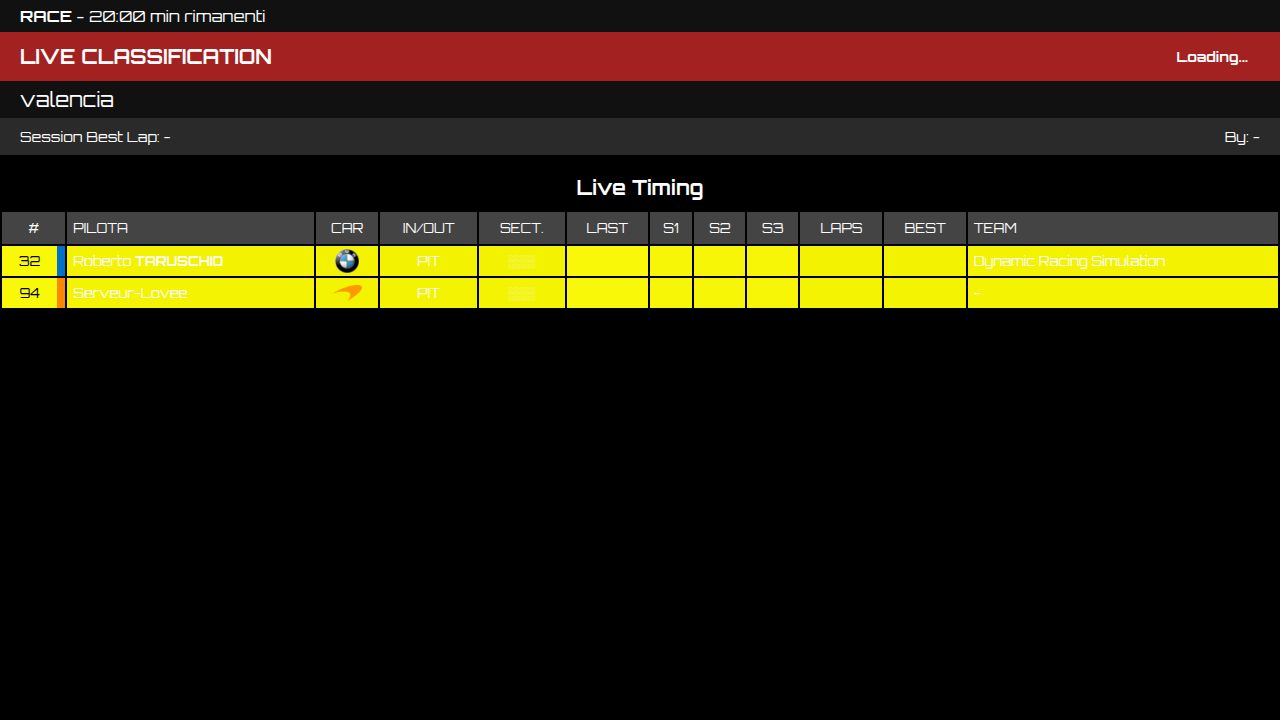 RACE - 20:00 min rimanenti
LIVE CLASSIFICATION Loading...
valencia
Session Best Lap: - By: -
Live Timing
# PILOTA CAR IN/OUT SECT. LAST S1 S2 S3 LAPS BEST TEAM
32 Roberto TARUSCHIO PIT Dynamic Racing Simulation
94 Serveur-Lovee PIT -